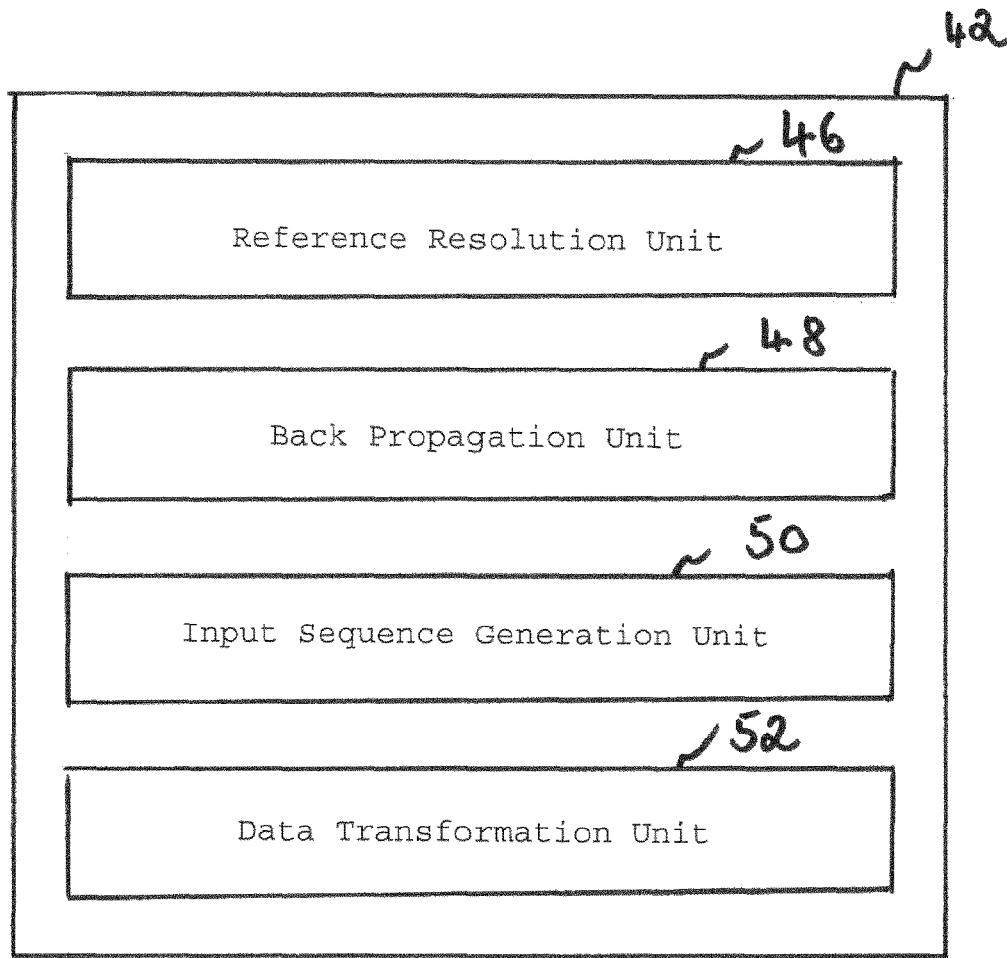 42
46
Reference Resolution Unit
48
Back Propagation Unit
50
Input Sequence Generation Unit
52
Data Transformation Unit